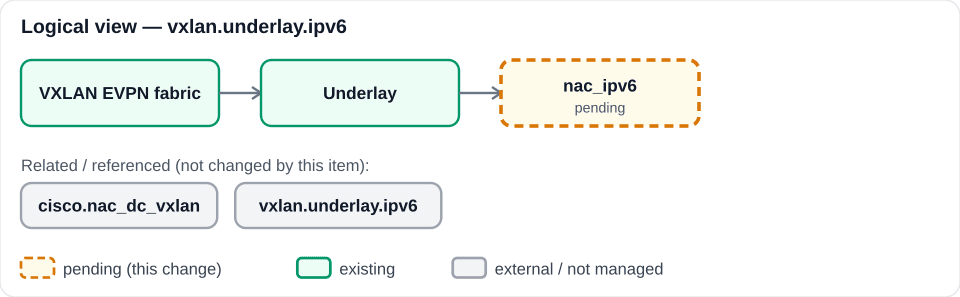 Logical view — vxlan.underlay.ipv6
VXLAN EVPN fabric
Underlay
nac_ipv6
pending
Related / referenced (not changed by this item):
cisco.nac_dc_vxlan
vxlan.underlay.ipv6
pending (this change)
existing
external / not managed